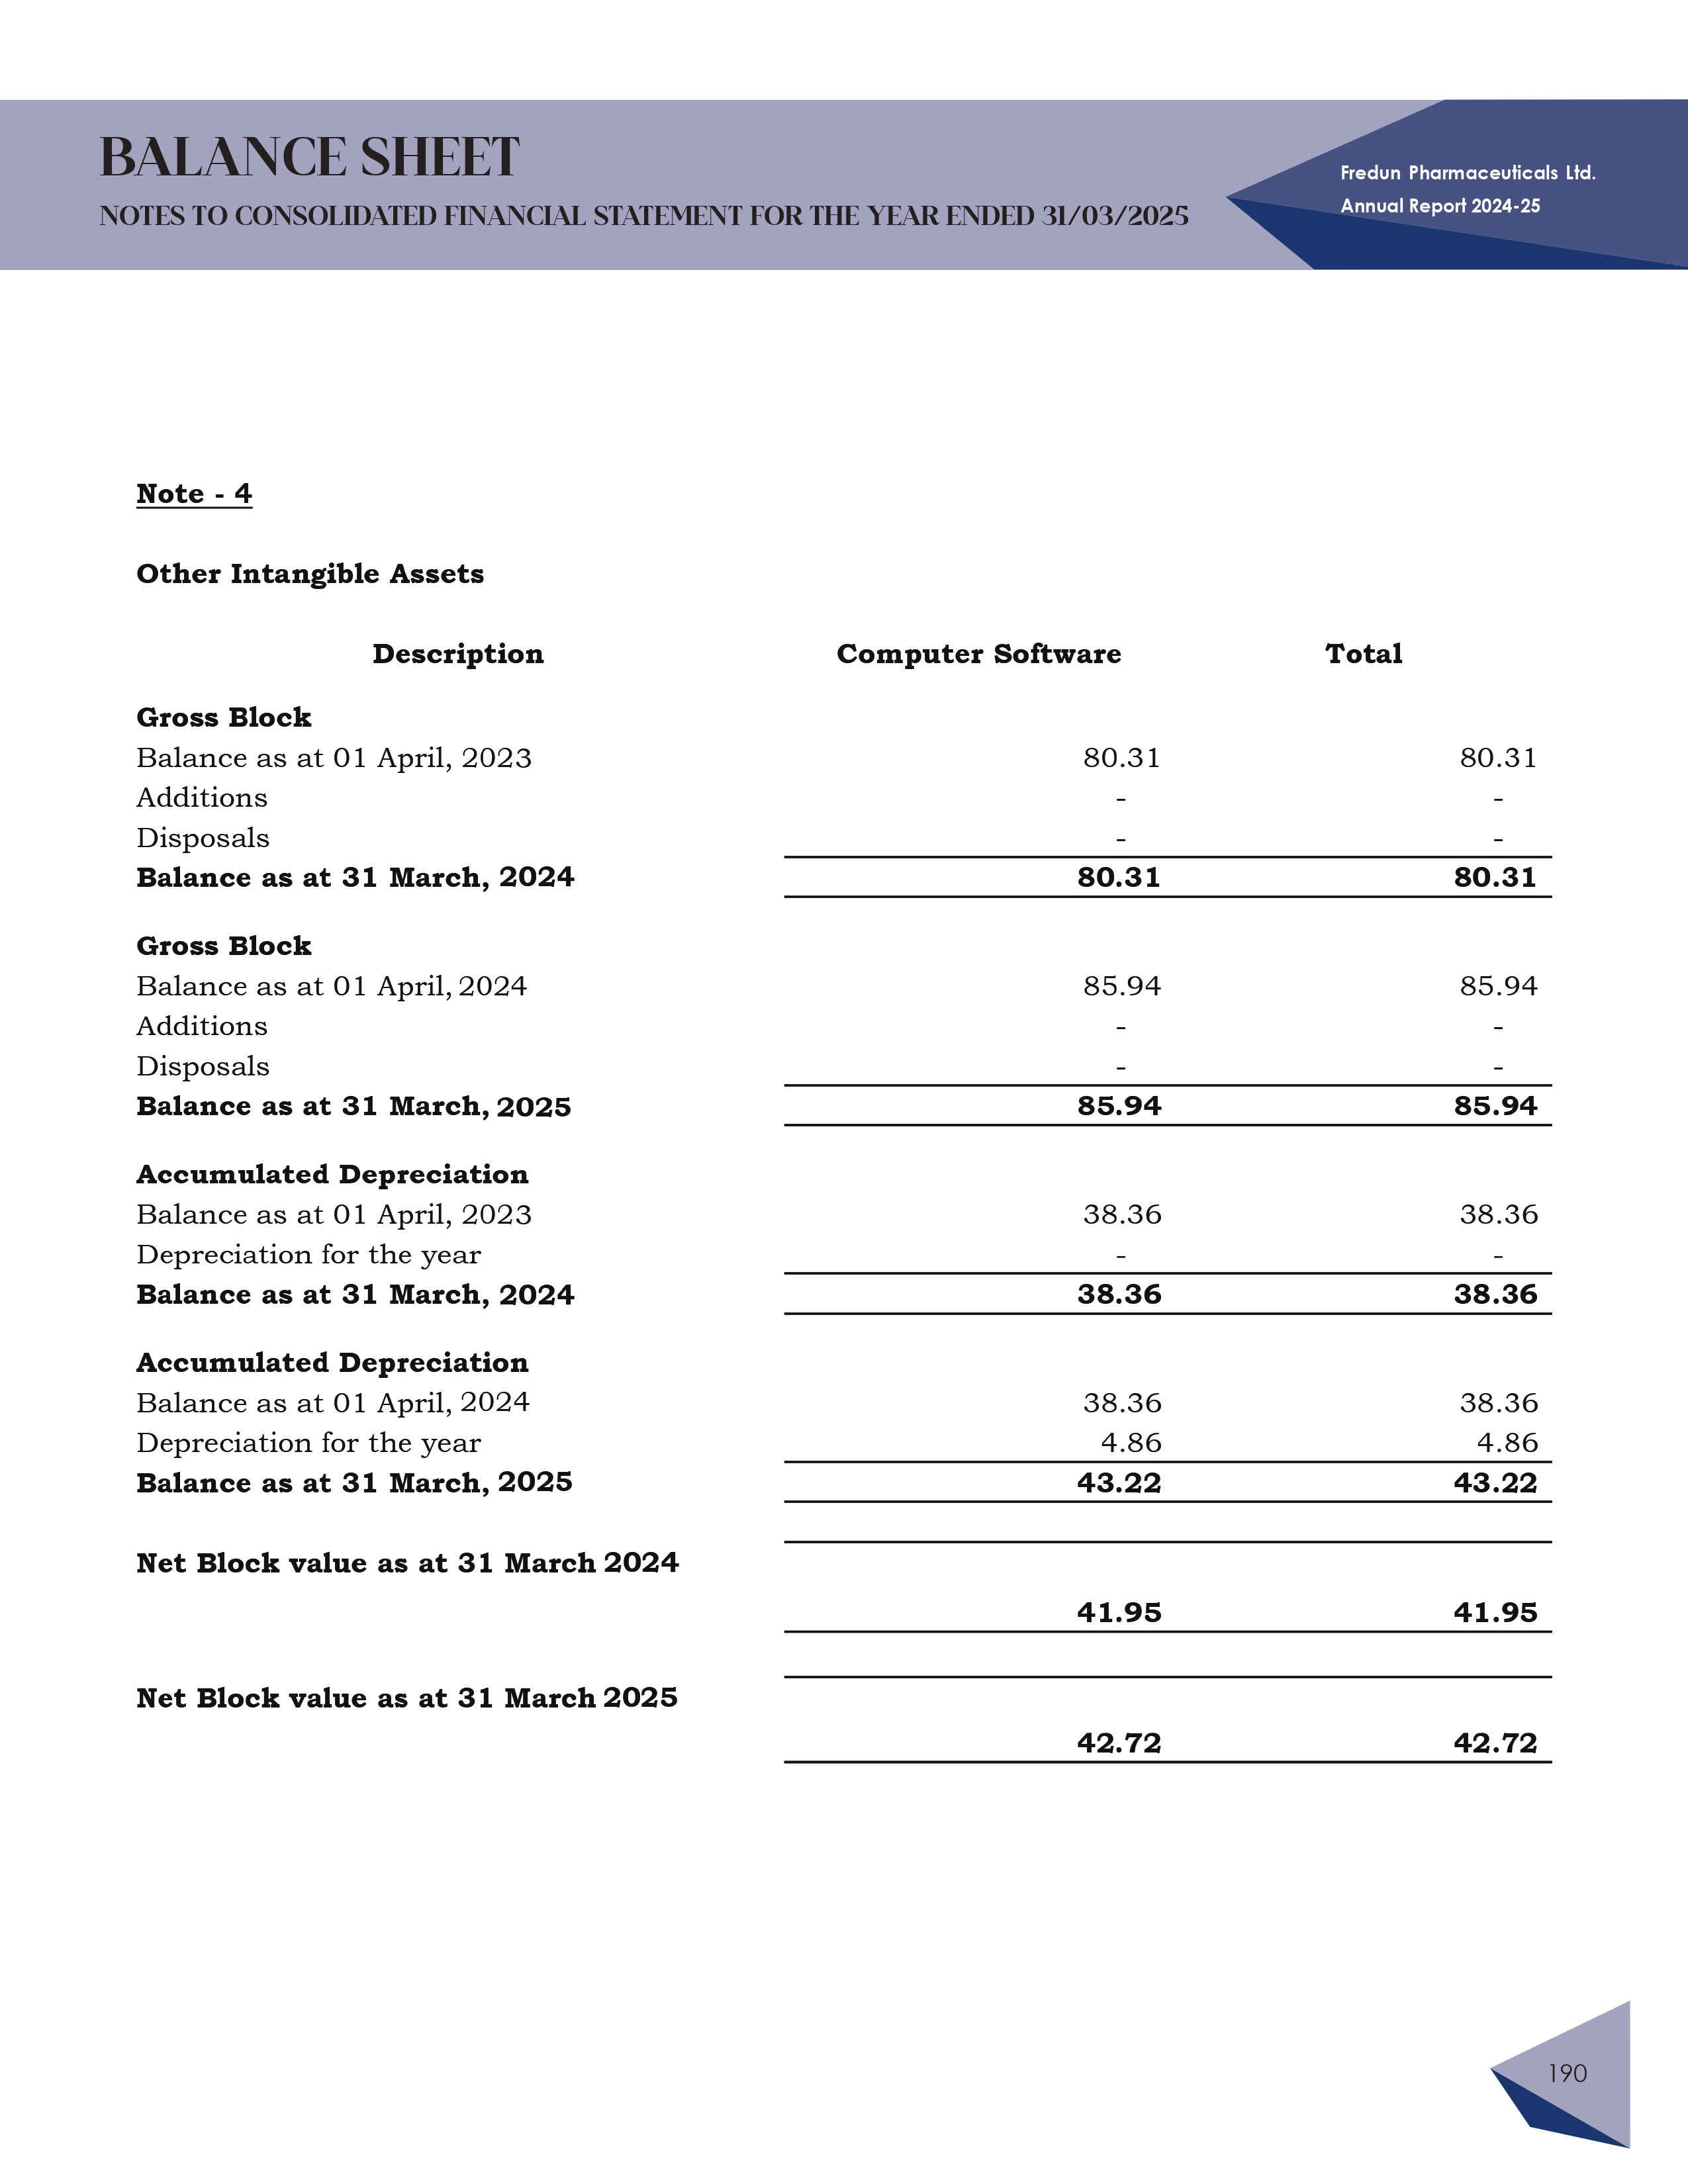 BALANCE SHEET
NOTES TO CONSOLIDATED FINANCIAL STATEMENT FOR THE YEAR ENDED 31/03/2025
Fredun Pharmaceuticals Ltd.
Annual Report 2024-25
Note - 4
Other Intangible Assets
Description Computer Software Total
Gross Block
Balance as at 01 April, 2023 80.31 80.31
Additions - -
Disposals - -
Balance as at 31 March, 2024 80.31 80.31
Gross Block
Balance as at 01 April, 2024 85.94 85.94
Additions - -
Disposals - -
Balance as at 31 March, 2025 85.94 85.94
Accumulated Depreciation
Balance as at 01 April, 2023 38.36 38.36
Depreciation for the year - -
Balance as at 31 March, 2024 38.36 38.36
Accumulated Depreciation
Balance as at 01 April, 2024 38.36 38.36
Depreciation for the year 4.86 4.86
Balance as at 31 March, 2025 43.22 43.22
Net Block value as at 31 March 2024
41.95 41.95
Net Block value as at 31 March 2025
42.72 42.72
190